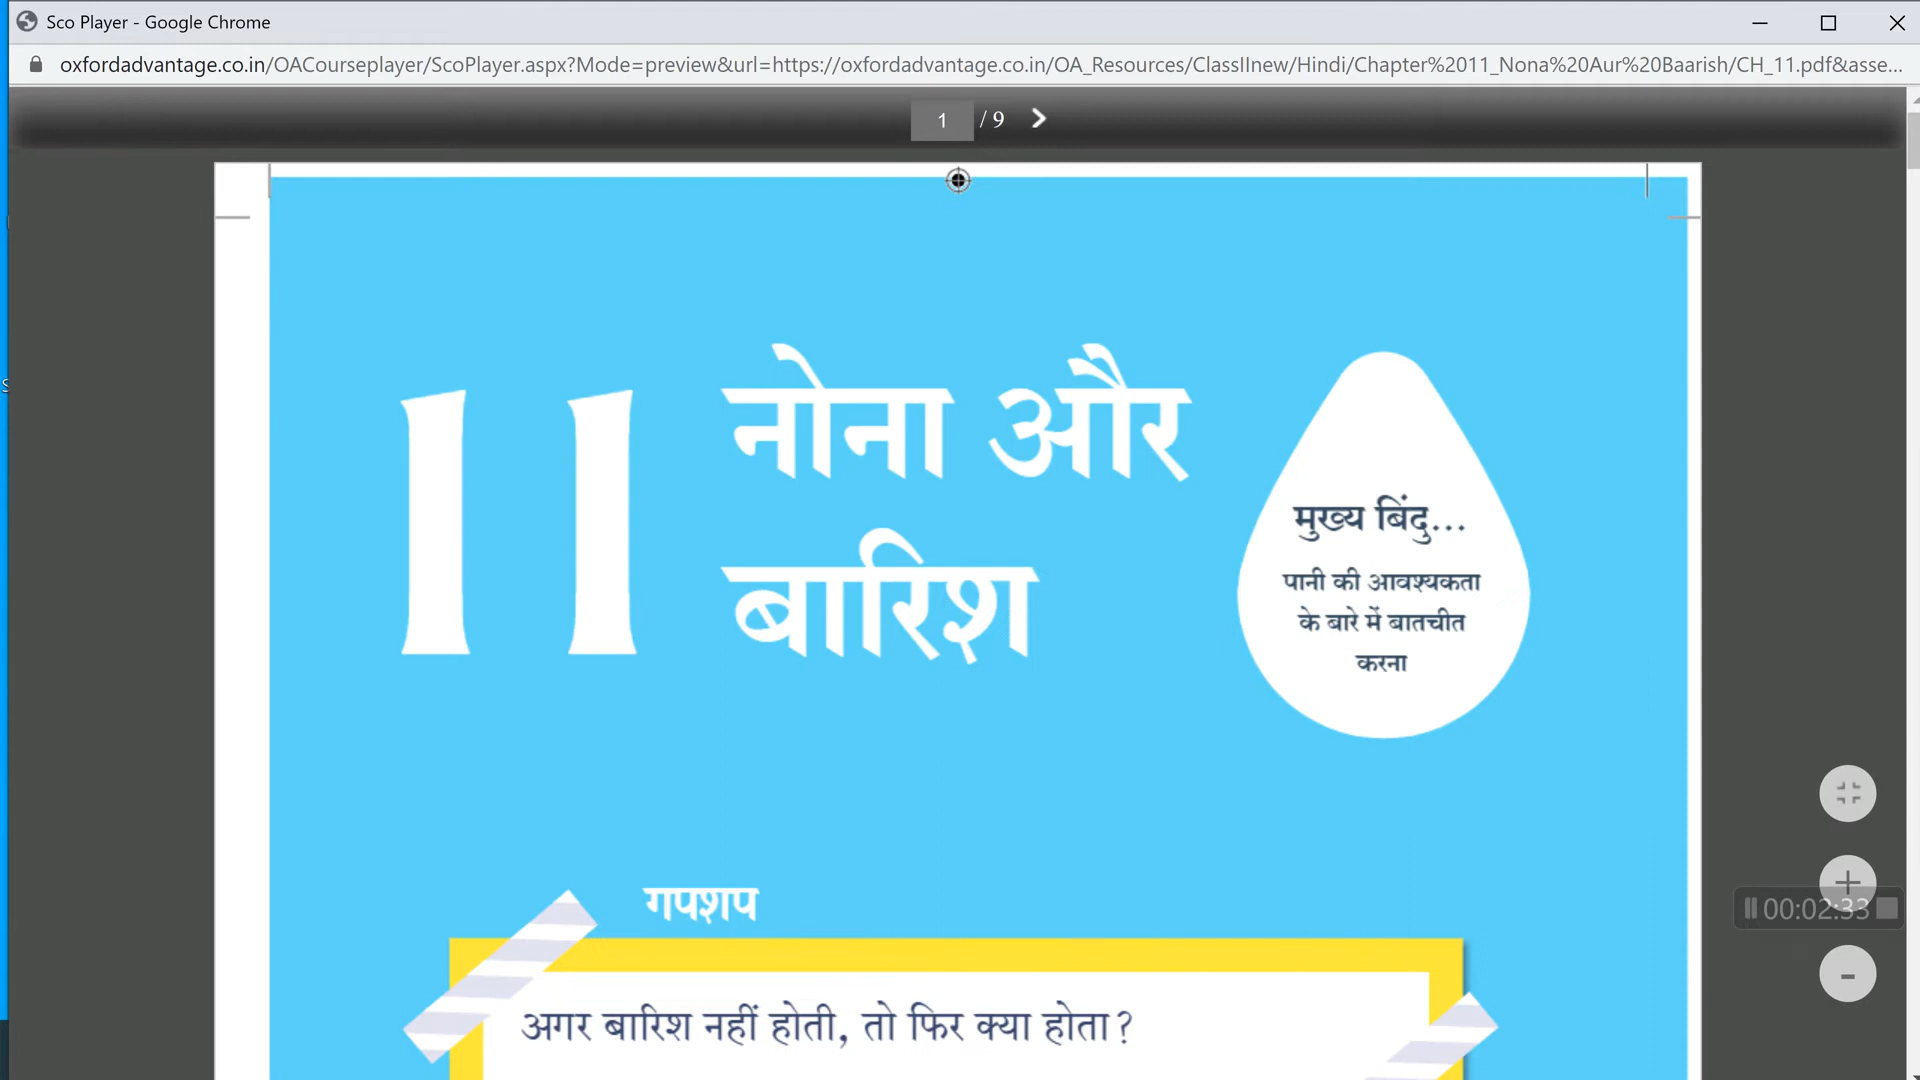 Sco Player - Google Chrome
oxfordadvantage.co.in/OACourseplayer/ScoPlayer.aspx?Mode=preview&url=https://oxfordadvantage.co.in/OA_Resources/ClassIInew/Hindi/Chapter%2011_Nona%20Aur%20Baarish/CH_11.pdf&asse...
1 / 9
11 नोना और
बारिश
मुख्य बिंदु...
पानी की आवश्यकता
के बारे में बातचीत
करना
गपशप
00:02:33
अगर बारिश नहीं होती, तो फिर क्या होता?